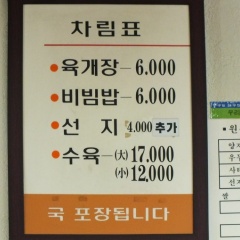 차림표
● 육개장 — 6.000
● 비빔밥 — 6.000
● 선 지 4.000 추가
● 수육 — (大) 17.000
(小) 12.000
국 포장됩니다
■ 원